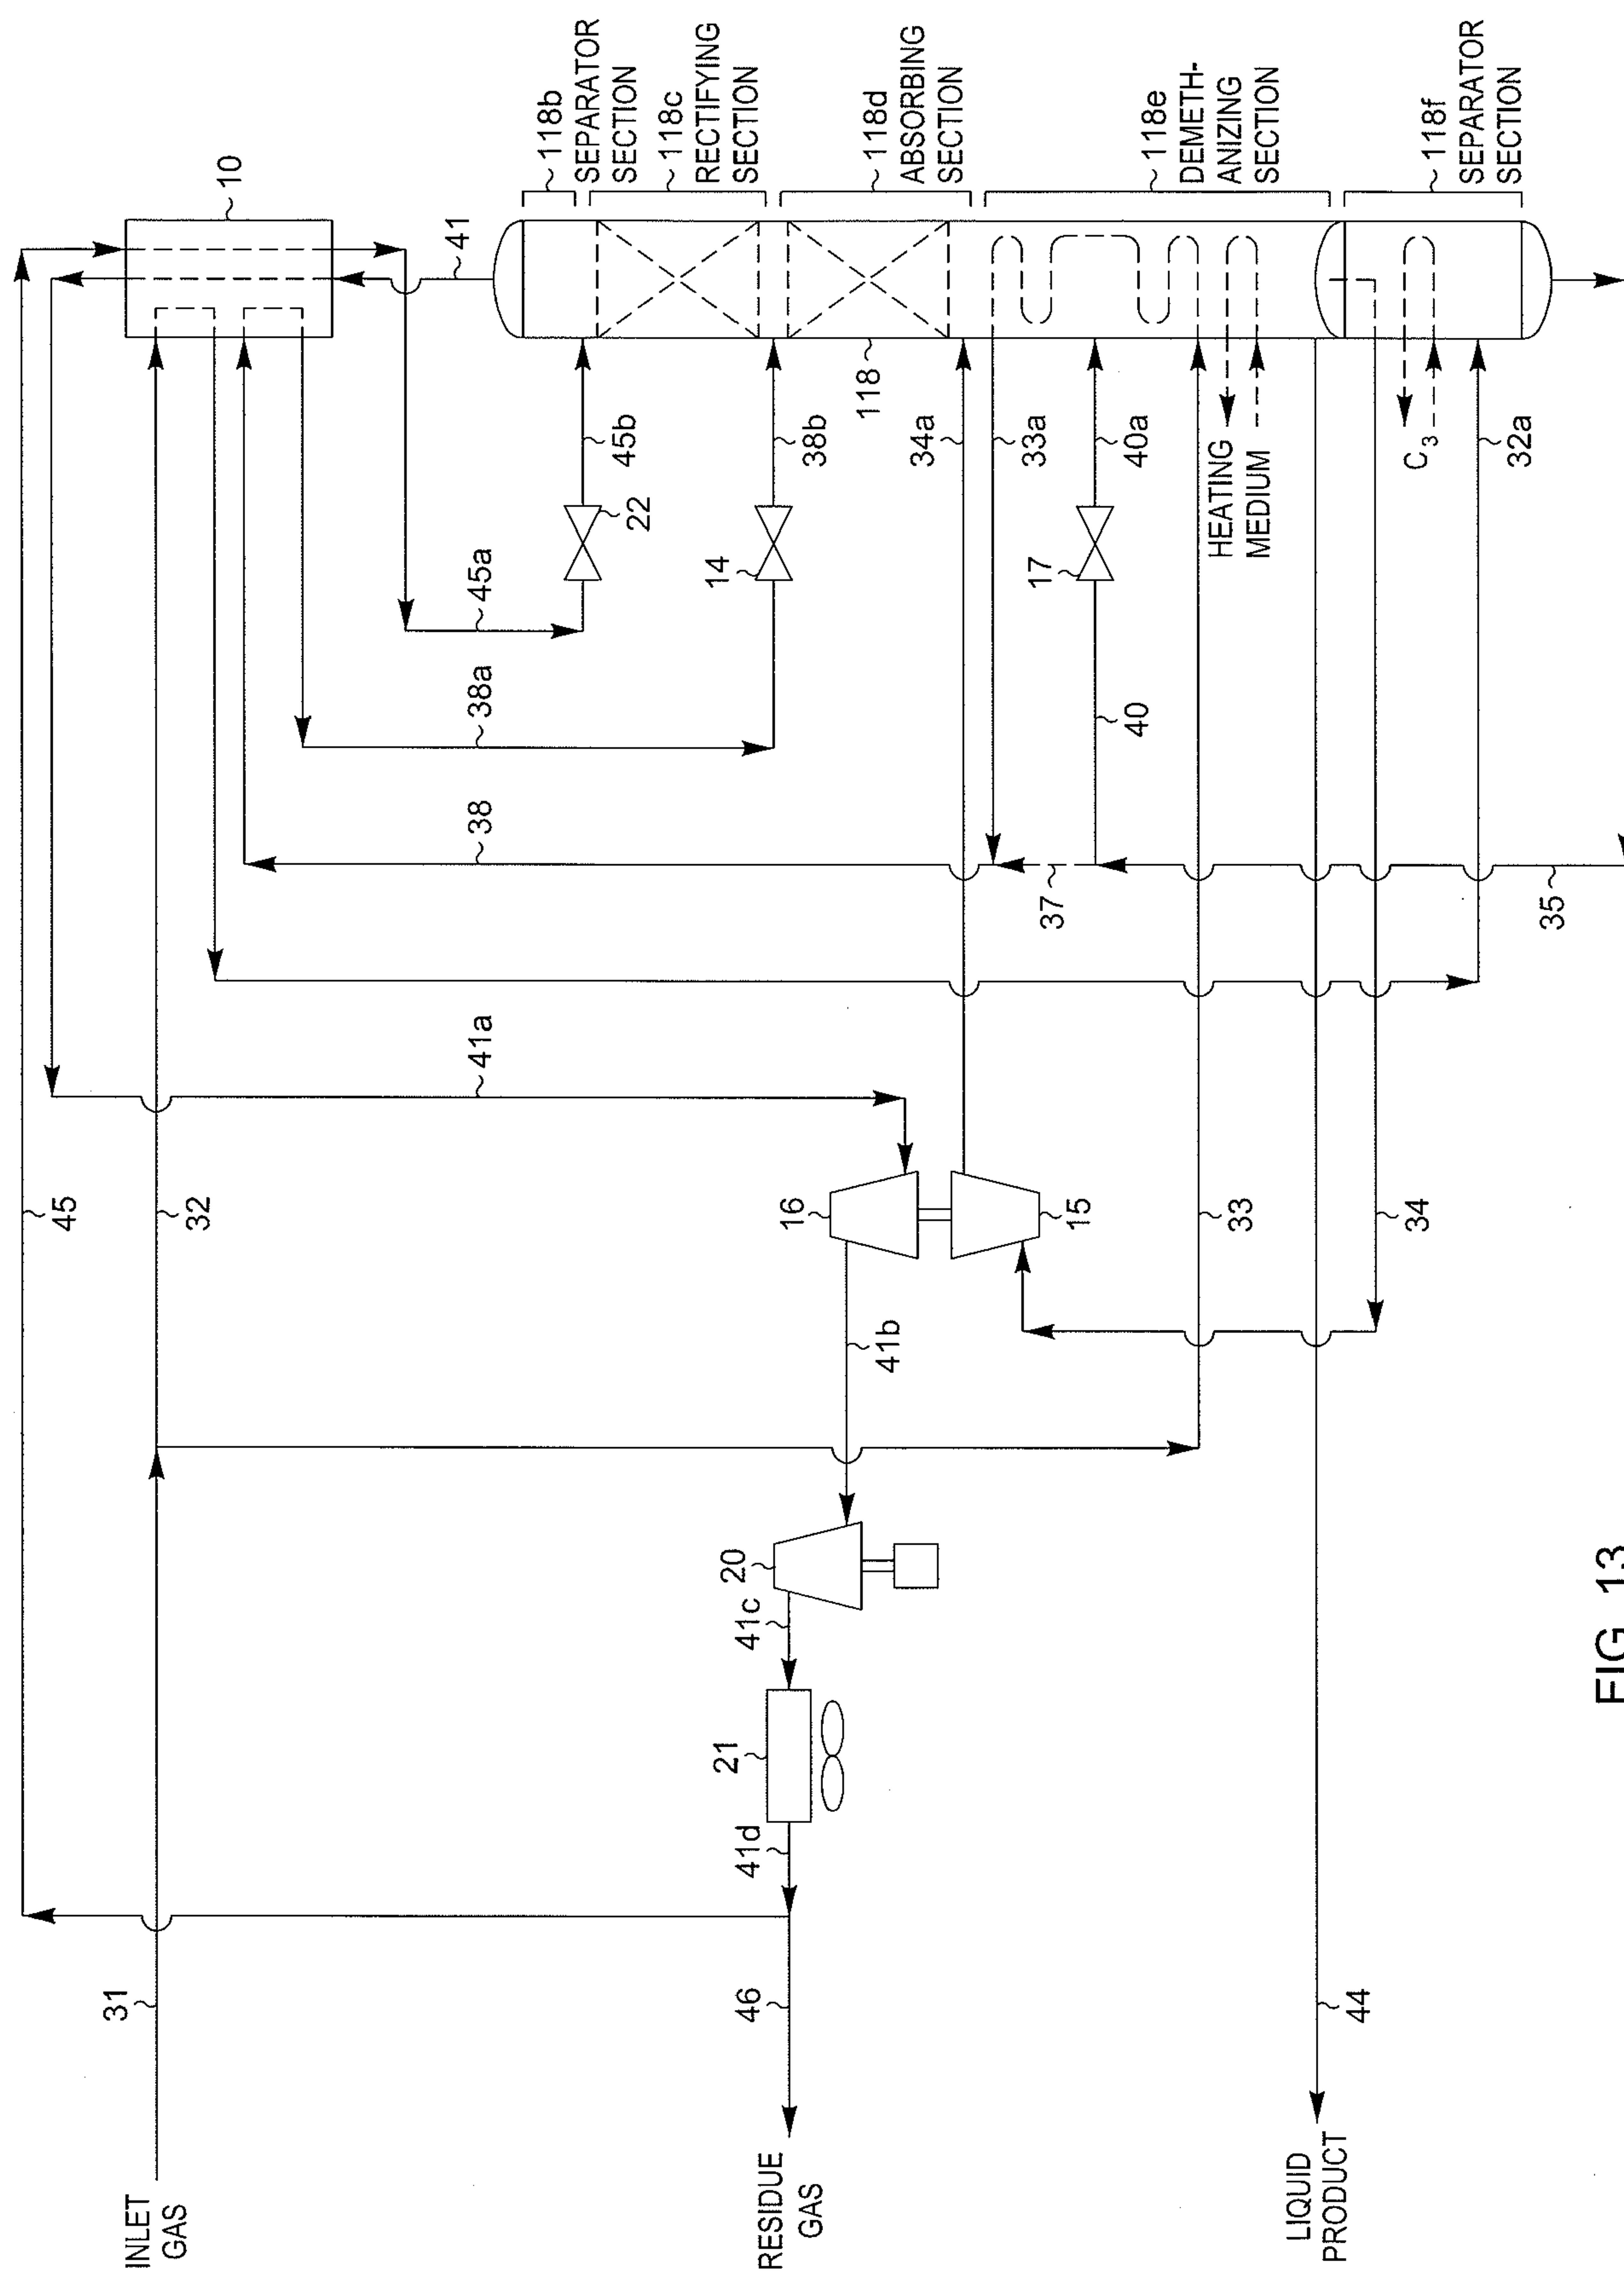 45
41a
32
31
INLET
GAS
10
41
45a
38a
38
45b
22
38b
14
118
34a
33a
40a
17
40
37
35
HEATING
MEDIUM
C3
32a
118b
SEPARATOR
SECTION
118c
RECTIFYING
SECTION
118d
ABSORBING
SECTION
118e
DEMETH-
ANIZING
SECTION
118f
SEPARATOR
SECTION
16
15
41b
33
34
20
41c
21
41d
46
RESIDUE
GAS
44
LIQUID
PRODUCT
FIG. 13